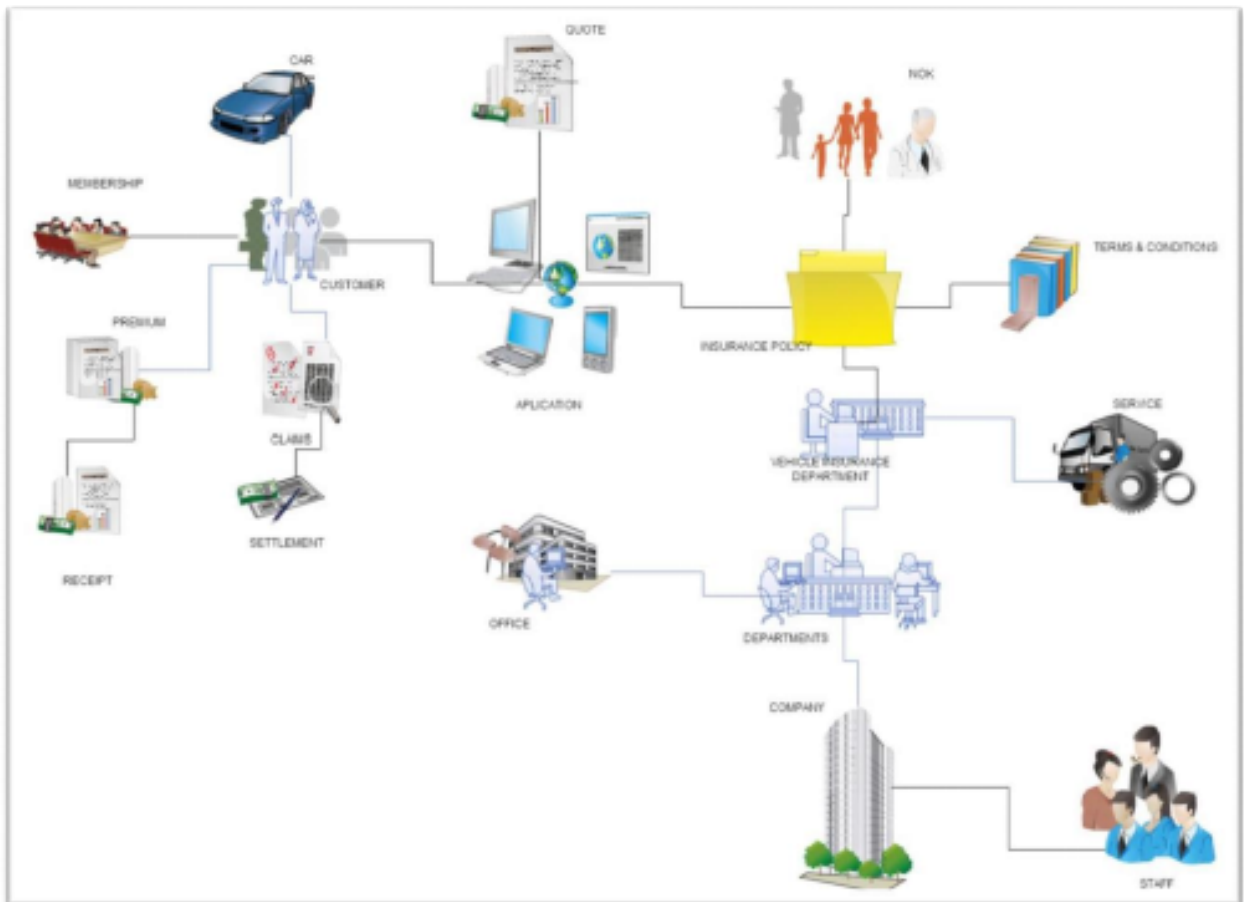 QUOTE
CAR
NOK
MEMBERSHIP
TERMS & CONDITIONS
CUSTOMER
PREMIUM
INSURANCE POLICY
APLICATION
SERVICE
CLAIMS
VEHICLE INSURANCE
DEPARTMENT
SETTLEMENT
RECEIPT
OFFICE
DEPARTMENTS
COMPANY
STAFF